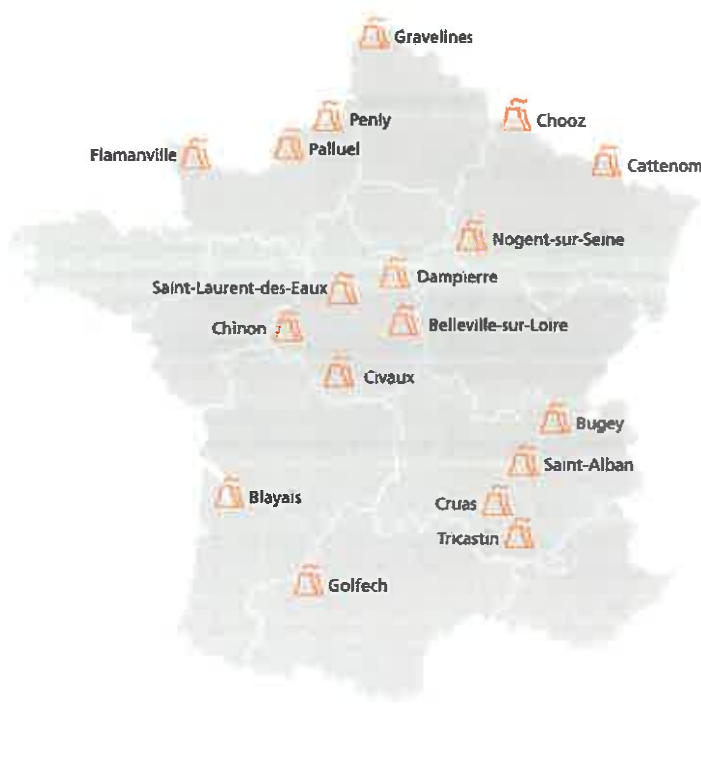 Gravelines
Penly
Chooz
Paluel
Flamanville
Cattenom
Nogent-sur-Seine
Dampierre
Saint-Laurent-des-Eaux
Belleville-sur-Loire
Chinon
Civaux
Bugey
Saint-Alban
Blayais
Cruas
Tricastin
Golfech